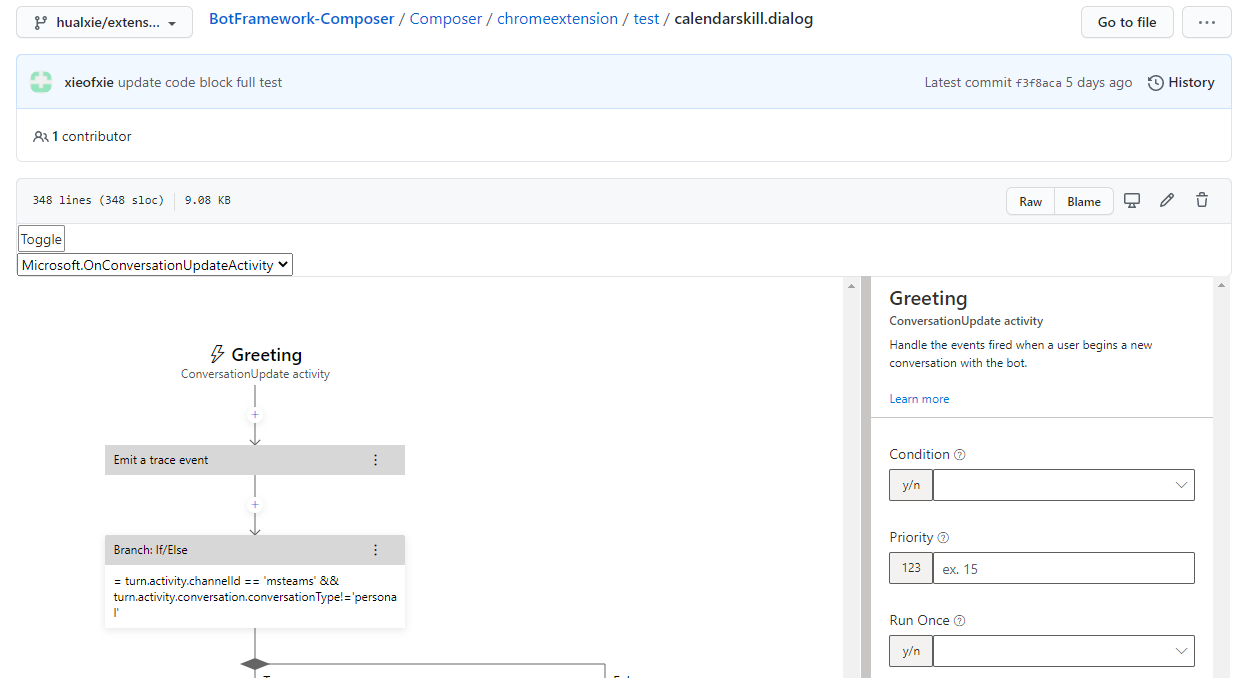 hualxie/extens...
BotFramework-Composer / Composer / chromeextension / test / calendarskill.dialog
Go to file
...
xieofxie update code block full test
Latest commit f3f8aca 5 days ago
History
1 contributor
348 lines (348 sloc)
9.08 KB
Raw
Blame
Toggle
Microsoft.OnConversationUpdateActivity
Greeting
ConversationUpdate activity
+
Emit a trace event
+
Branch: If/Else
= turn.activity.channelId == 'msteams' &&
turn.activity.conversation.conversationType!='persona
l'
Greeting
ConversationUpdate activity
Handle the events fired when a user begins a new
conversation with the bot.
Learn more
Condition ?
y/n
Priority ?
123
ex. 15
Run Once ?
y/n